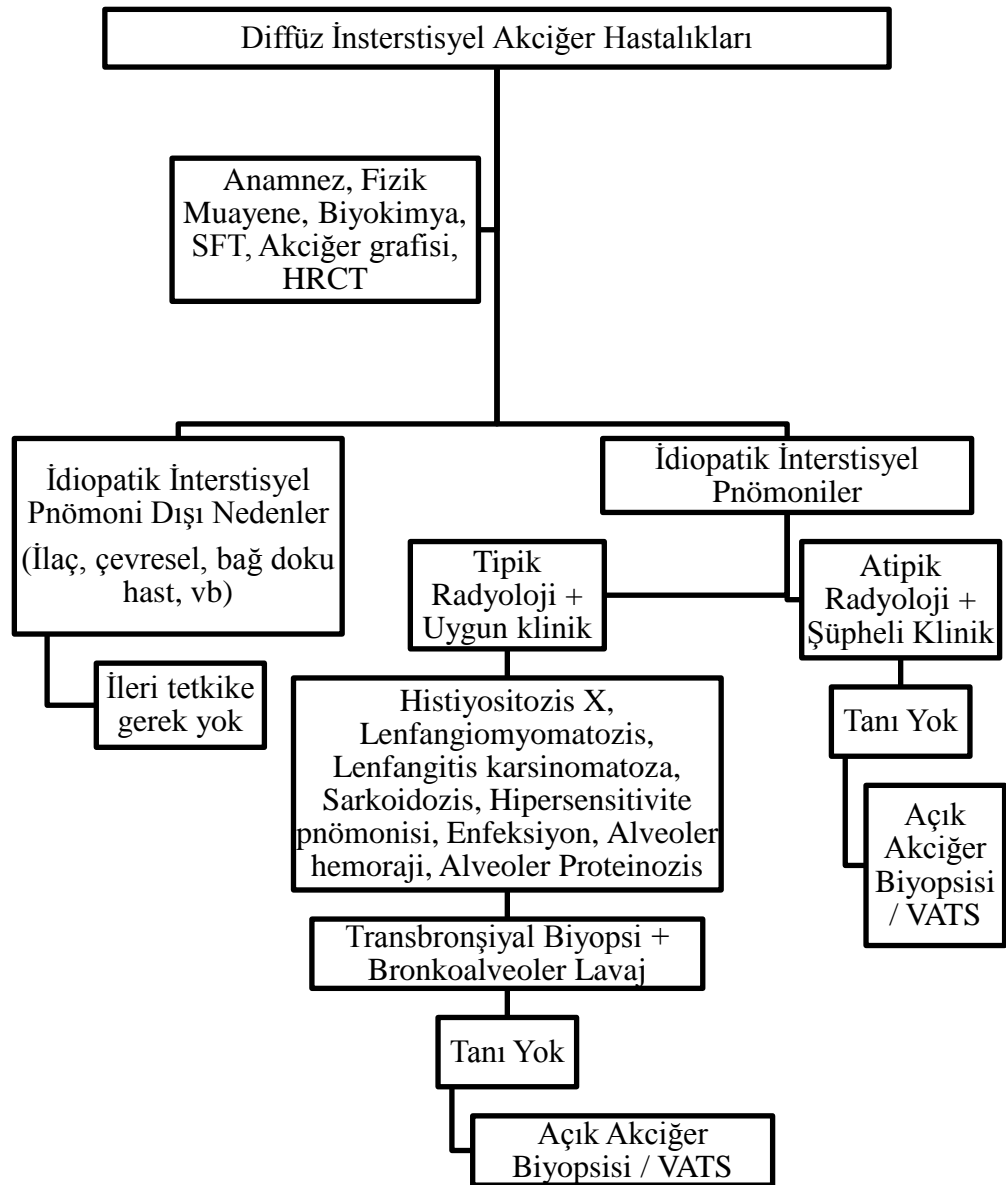 Diffüz İnsterstisyel Akciğer Hastalıkları
Anamnez, Fizik
Muayene, Biyokimya,
SFT, Akciğer grafisi,
HRCT
İdiopatik İnterstisyel
Pnömoni Dışı Nedenler
(İlaç, çevresel, bağ doku
hast, vb)
İleri tetkike
gerek yok
İdiopatik İnterstisyel
Pnömoniler
Tipik
Radyoloji +
Uygun klinik
Histiyositozis X,
Lenfangiomyomatozis,
Lenfangitis karsinomatoza,
Sarkoidozis, Hipersensitivite
pnömonisi, Enfeksiyon, Alveoler
hemoraji, Alveoler Proteinozis
Transbronşiyal Biyopsi +
Bronkoalveoler Lavaj
Tanı Yok
Açık Akciğer
Biyopsisi / VATS
Atipik
Radyoloji +
Şüpheli Klinik
Tanı Yok
Açık
Akciğer
Biyopsisi
/ VATS